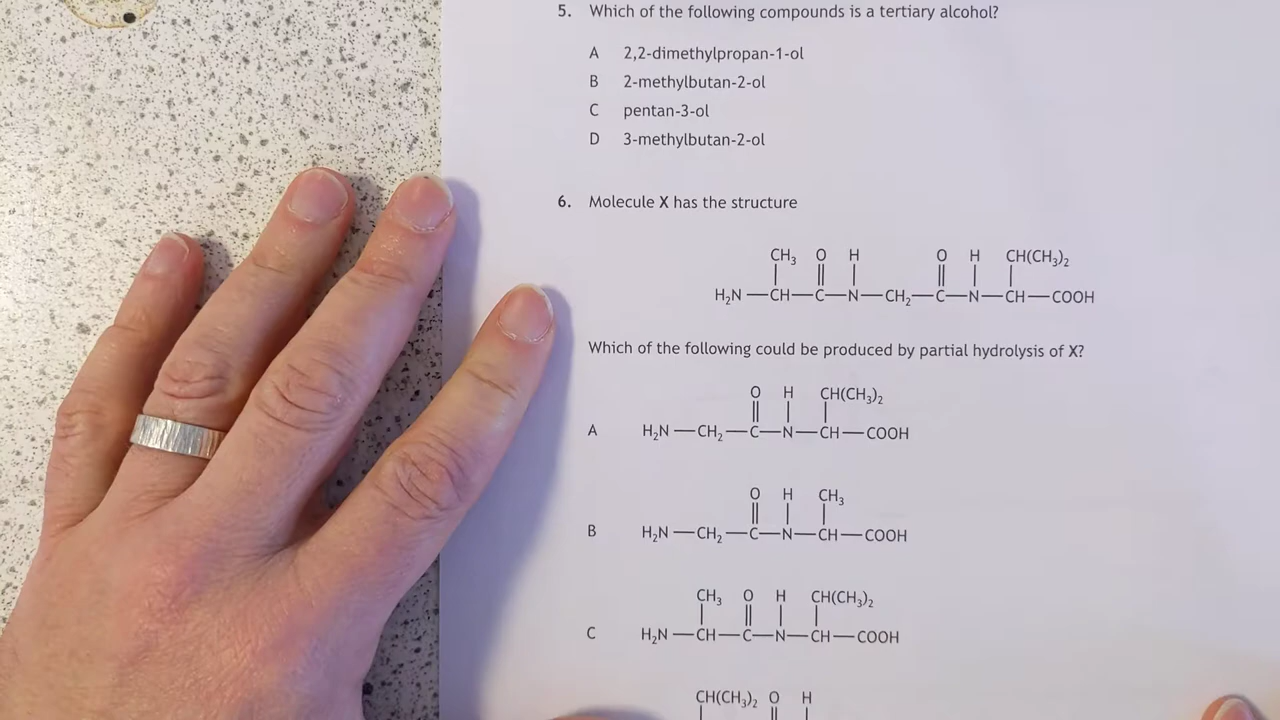 5. Which of the following compounds is a tertiary alcohol?
A 2,2-dimethylpropan-1-ol
B 2-methylbutan-2-ol
C pentan-3-ol
D 3-methylbutan-2-ol
6. Molecule X has the structure
CH₃ O H O H CH(CH₃)₂
H₂N—CH—C—N—CH₂—C—N—CH—COOH
Which of the following could be produced by partial hydrolysis of X?
O H CH(CH₃)₂
A H₂N—CH₂—C—N—CH—COOH
O H CH₃
B H₂N—CH₂—C—N—CH—COOH
CH₃ O H CH(CH₃)₂
C H₂N—CH—C—N—CH—COOH
CH(CH₃)₂ O H